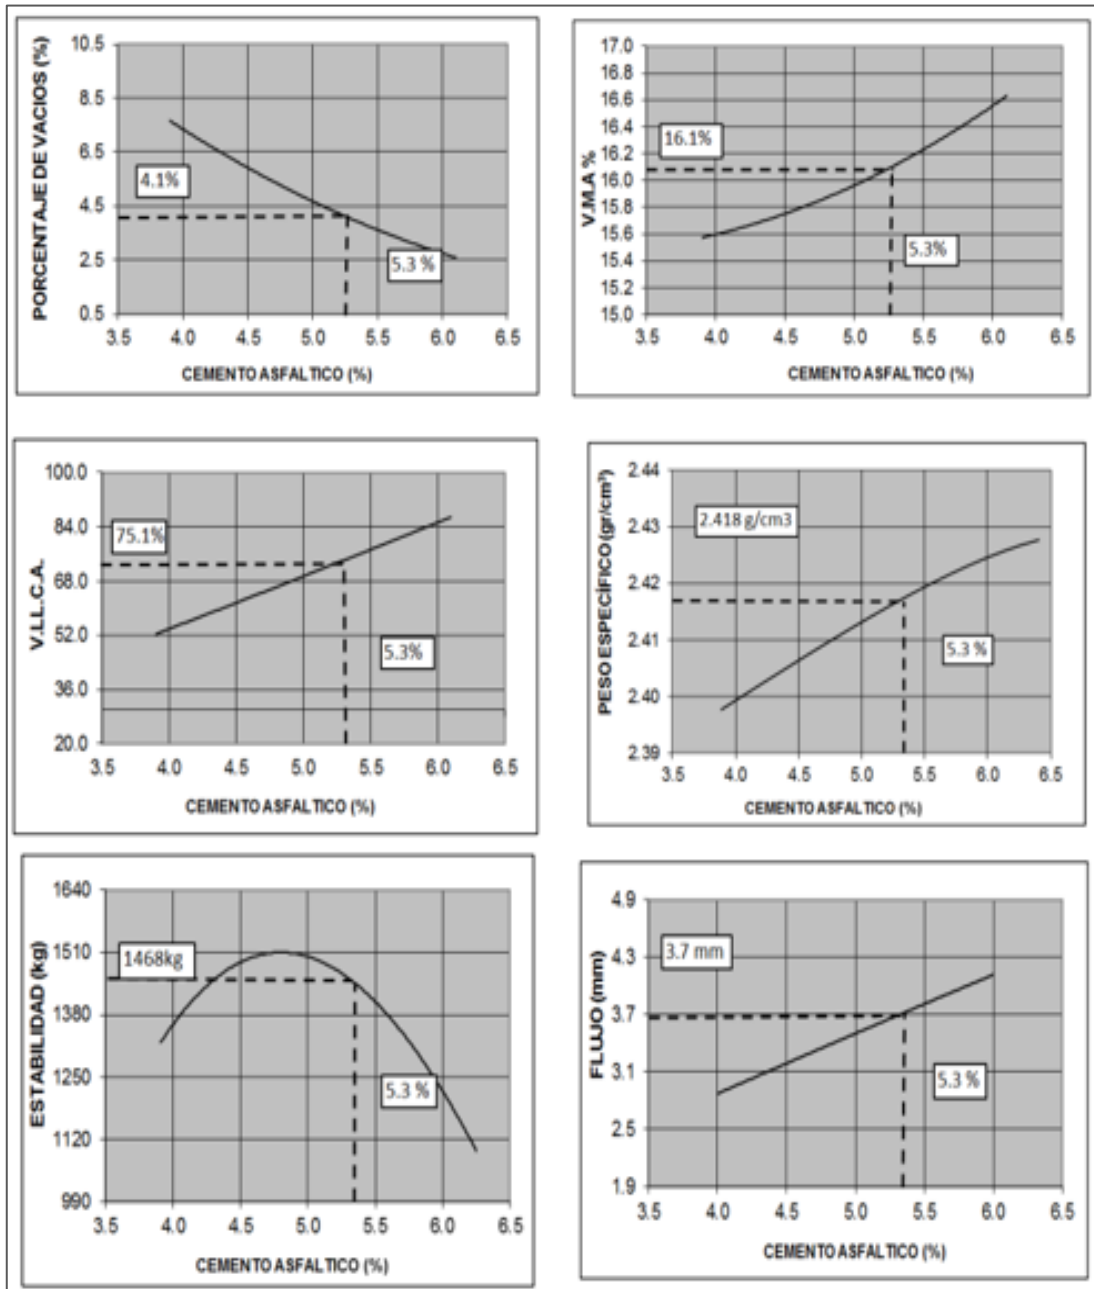 PORCENTAJE DE VACIOS (%)
10.5
8.5
6.5
4.5
2.5
0.5
4.1%
5.3 %
3.5 4.0 4.5 5.0 5.5 6.0 6.5
CEMENTO ASFALTICO (%)
V.M.A %
17.0
16.8
16.6
16.4
16.2
16.0
15.8
15.6
15.4
15.2
15.0
16.1%
5.3%
3.5 4.0 4.5 5.0 5.5 6.0 6.5
CEMENTO ASFALTICO (%)
V.LL.C.A.
100.0
84.0
68.0
52.0
36.0
20.0
75.1%
5.3%
3.5 4.0 4.5 5.0 5.5 6.0 6.5
CEMENTO ASFALTICO (%)
PESO ESPECÍFICO (gr/cm³)
2.44
2.43
2.42
2.41
2.40
2.39
2.418 g/cm3
5.3 %
3.5 4.0 4.5 5.0 5.5 6.0 6.5
CEMENTO ASFALTICO (%)
ESTABILIDAD (kg)
1640
1510
1380
1250
1120
990
1468kg
5.3 %
3.5 4.0 4.5 5.0 5.5 6.0 6.5
CEMENTO ASFALTICO (%)
FLUJO (mm)
4.9
4.3
3.7
3.1
2.5
1.9
3.7 mm
5.3 %
3.5 4.0 4.5 5.0 5.5 6.0 6.5
CEMENTO ASFALTICO (%)